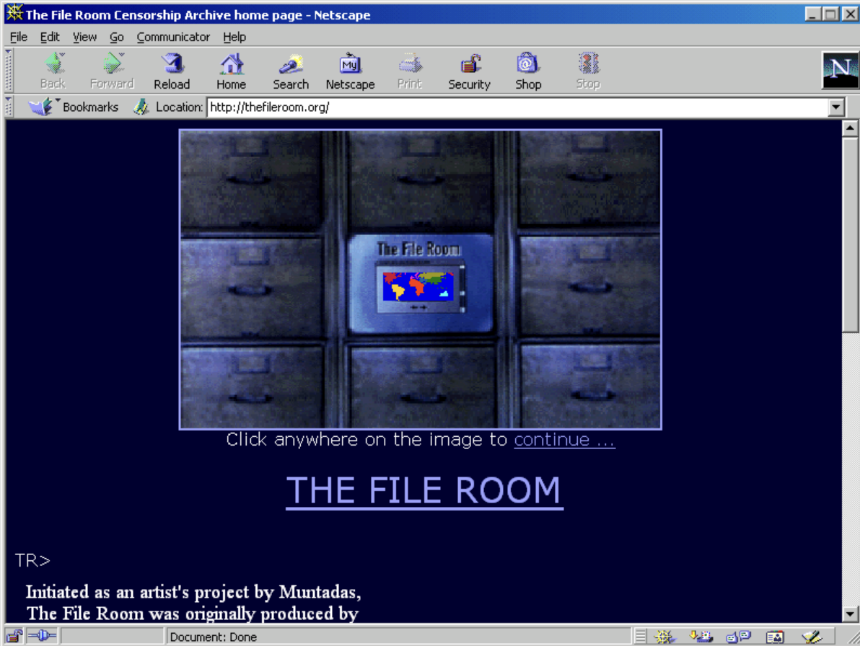 The File Room Censorship Archive home page - Netscape
File Edit View Go Communicator Help
Back Forward Reload Home Search Netscape Print Security Shop Stop
My
N
Bookmarks Location: http://thefileroom.org/
The File Room
Click anywhere on the image to continue ...
THE FILE ROOM
TR>
Initiated as an artist's project by Muntadas,
The File Room was originally produced by
Document: Done